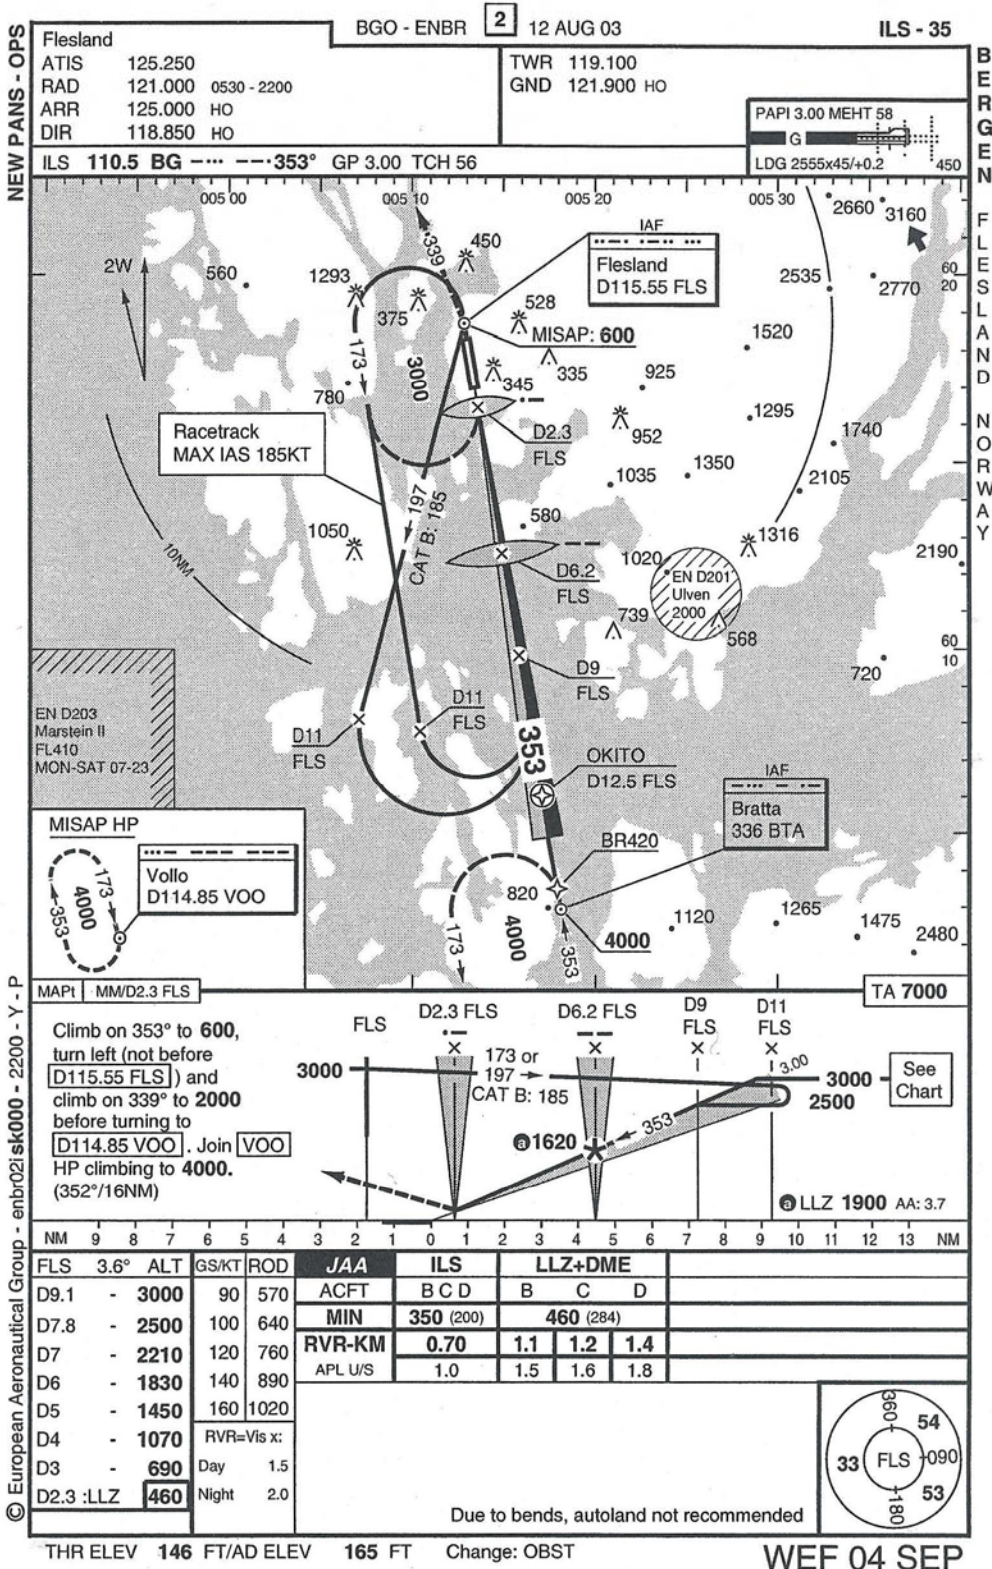 NEW PANS - OPS
Flesland
BGO - ENBR
2
12 AUG 03
ILS - 35
ATIS 125.250
RAD 121.000 0530 - 2200
ARR 125.000 HO
DIR 118.850 HO
TWR 119.100
GND 121.900 HO
PAPI 3.00 MEHT 58
G
LDG 2555x45/+0.2
450
ILS 110.5 BG 353° GP 3.00 TCH 56
BERGEN FLESLAND NORWAY
005 00
005 10
005 20
005 30
2660
3160
2W
560
1293
375
339
450
IAF
Flesland
D115.55 FLS
2535
60
20
2770
528
MISAP: 600
1520
173
3000
345
335
925
780
1295
Racetrack
MAX IAS 185KT
D2.3
FLS
952
1740
1035
1350
2105
197
CAT B: 185
1050
580
1316
10NM
1020
2190
D6.2
FLS
EN D201
Ulven
2000
739
568
60
10
720
D9
FLS
EN D203
Marstein II
FL410
MON-SAT 07-23
D11
FLS
D11
FLS
353
OKITO
D12.5 FLS
IAF
Bratta
336 BTA
MISAP HP
Vollo
D114.85 VOO
173
4000
353
BR420
820
173
4000
353
4000
1120
1265
1475
2480
MAPt MM/D2.3 FLS
TA 7000
Climb on 353° to 600,
turn left (not before
D115.55 FLS ) and
climb on 339° to 2000
before turning to
D114.85 VOO . Join VOO
HP climbing to 4000.
(352°/16NM)
FLS
D2.3 FLS
D6.2 FLS
D9
FLS
D11
FLS
3000
173 or
197
CAT B: 185
3.00
3000
2500
See
Chart
353
a 1620
a LLZ 1900 AA: 3.7
NM 9 8 7 6 5 4 3 2 1 0 1 2 3 4 5 6 7 8 9 10 11 12 13 NM
FLS 3.6° ALT
D9.1 - 3000
D7.8 - 2500
D7 - 2210
D6 - 1830
D5 - 1450
D4 - 1070
D3 - 690
D2.3 :LLZ 460
GS/KT ROD
90 570
100 640
120 760
140 890
160 1020
RVR=Vis x:
Day 1.5
Night 2.0
JAA ILS LLZ+DME
ACFT B C D B C D
MIN 350 (200) 460 (284)
RVR-KM 0.70 1.1 1.2 1.4
APL U/S 1.0 1.5 1.6 1.8
360
54
33
FLS
090
180
53
Due to bends, autoland not recommended
THR ELEV 146 FT/AD ELEV 165 FT Change: OBST
WEF 04 SEP
© European Aeronautical Group - enbr02isk000 - 2200 - Y - P